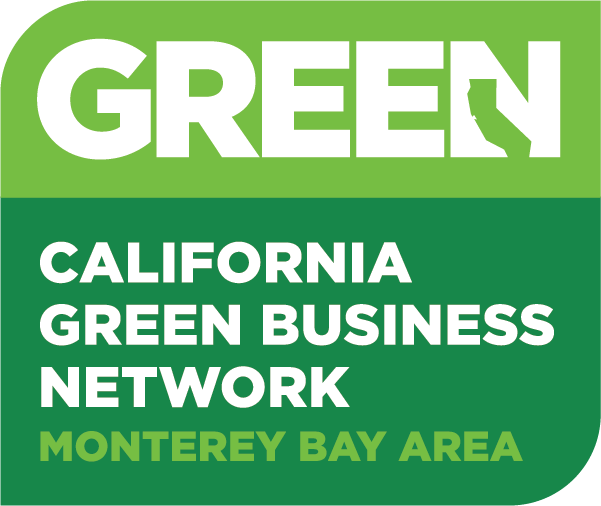 GREEN
CALIFORNIA
GREEN BUSINESS
NETWORK
MONTEREY BAY AREA